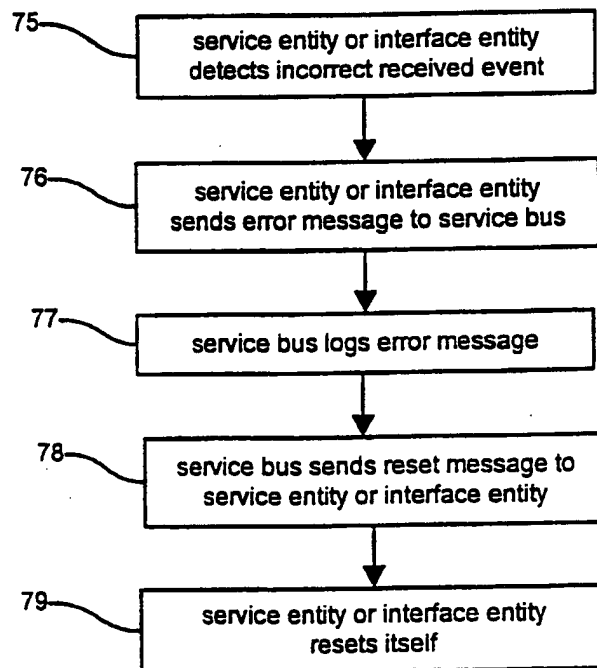 75
service entity or interface entity
detects incorrect received event
76
service entity or interface entity
sends error message to service bus
77
service bus logs error message
78
service bus sends reset message to
service entity or interface entity
79
service entity or interface entity
resets itself